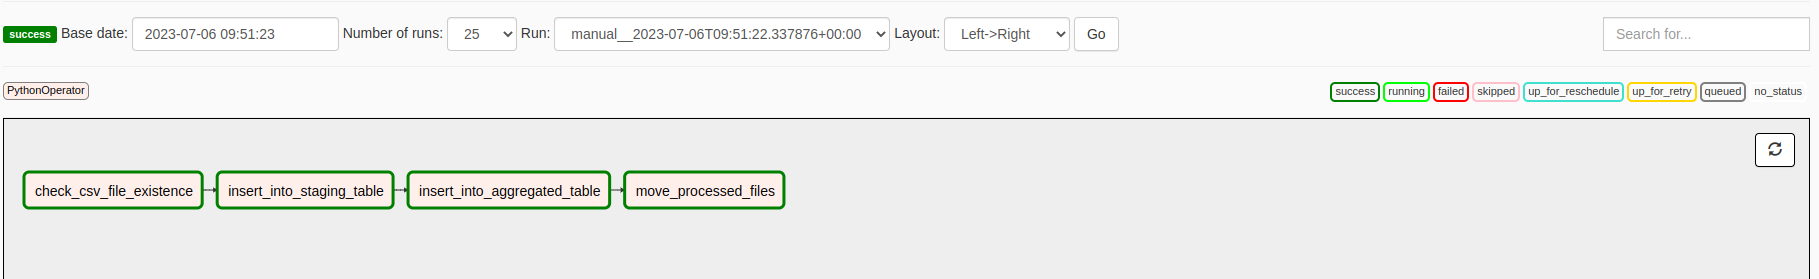 success Base date: 2023-07-06 09:51:23 Number of runs: 25 Run: manual__2023-07-06T09:51:22.337876+00:00 Layout: Left->Right Go Search for...
PythonOperator success running failed skipped up_for_reschedule up_for_retry queued no_status
check_csv_file_existence insert_into_staging_table insert_into_aggregated_table move_processed_files